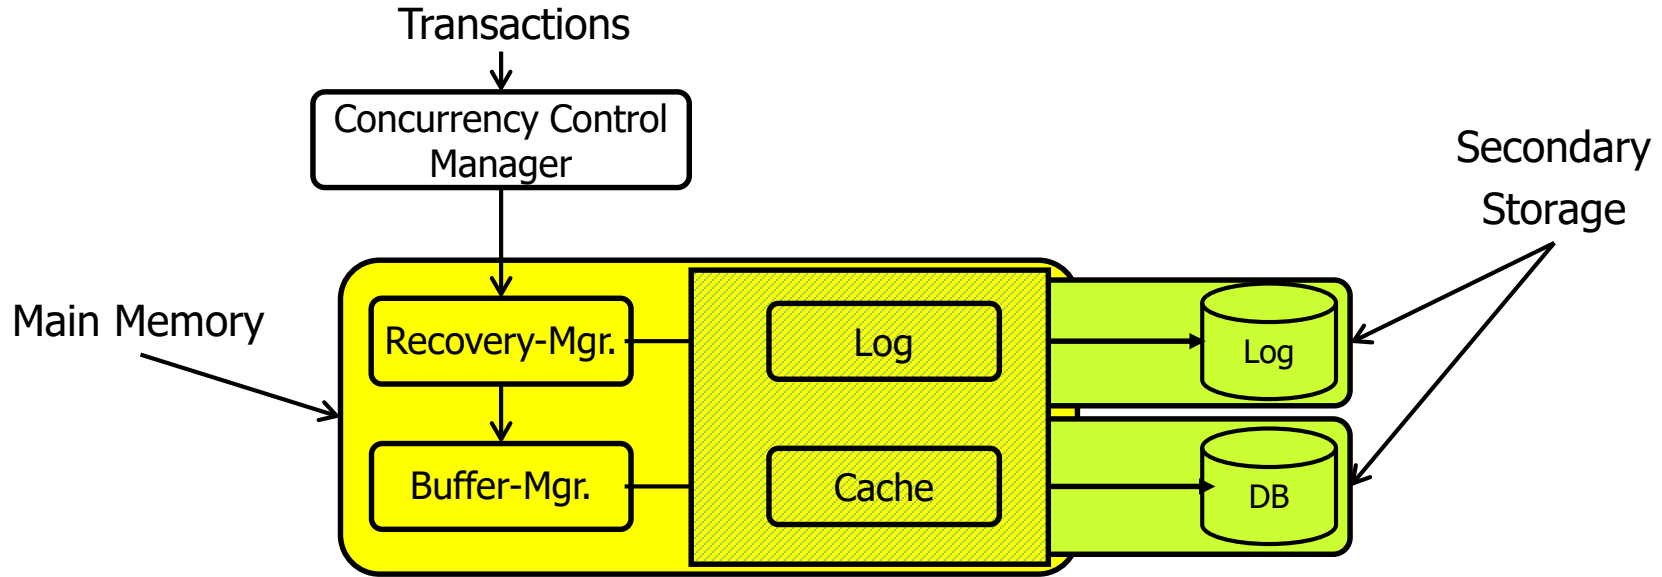 Transactions
Concurrency Control
Manager
Secondary
Storage
Main Memory
Recovery-Mgr.
Log
Log
Buffer-Mgr.
Cache
DB